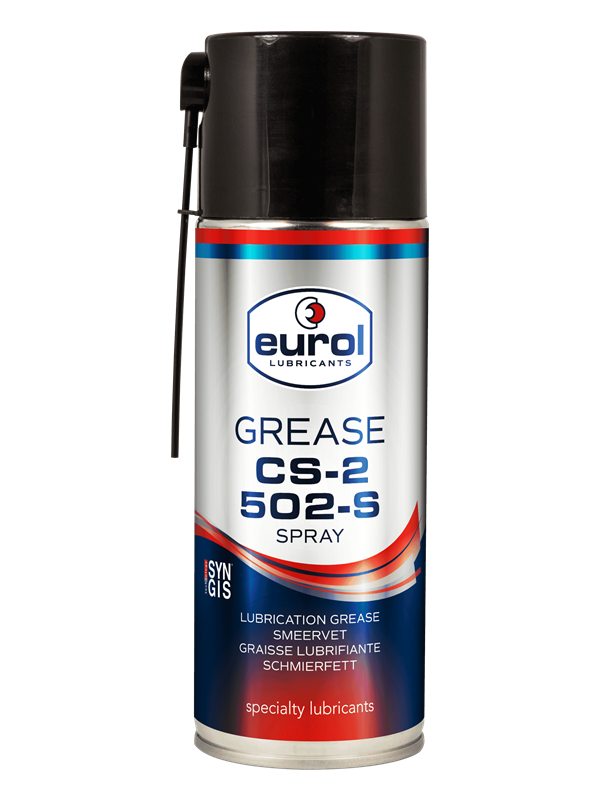 eurol
LUBRICANTS
GREASE
CS-2
502-S
SPRAY
SYN
GIS
LUBRICATION GREASE
SMEERVET
GRAISSE LUBRIFIANTE
SCHMIERFETT
specialty lubricants